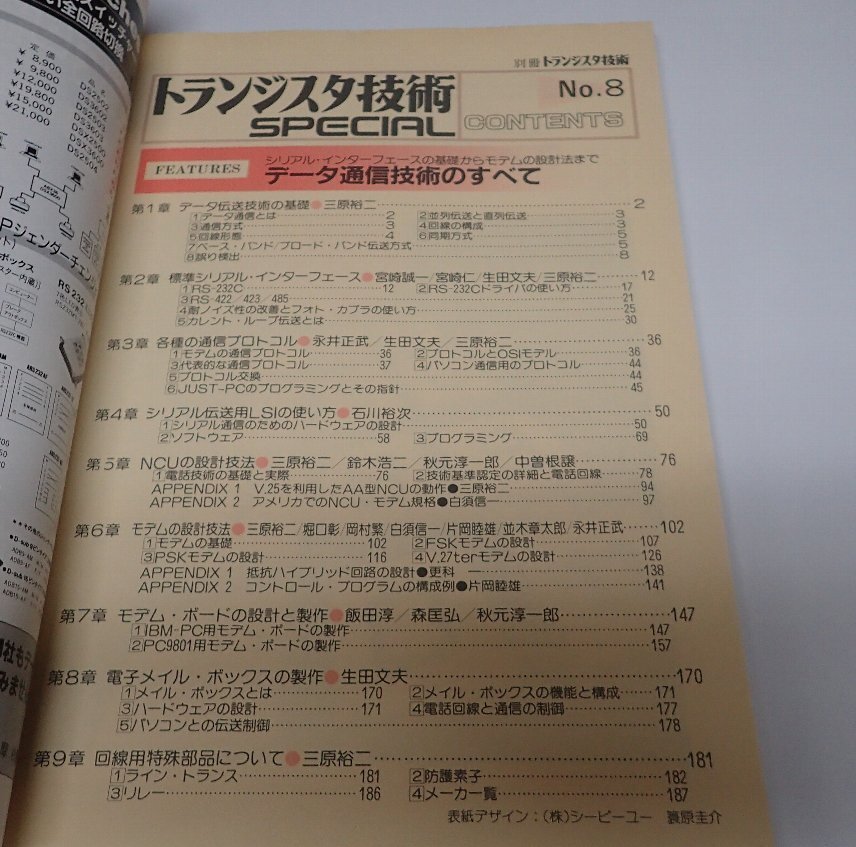 定価
¥ 8,900
¥ 9,800
¥12,000
¥19,800
¥15,000
¥21,000
品名
DS2502
DS3602
DS2503
DS3603
DSX2500
DSX3600
DS2504
RS 232
別冊トランジスタ技術
トランジスタ技術
SPECIAL
No.8
CONTENTS
FEATURES
シリアル・インターフェースの基礎からモデムの設計法まで
データ通信技術のすべて
第1章 データ伝送技術の基礎●三原裕二 2
1 データ通信とは 2 2 並列伝送と直列伝送 3
3 通信方式 3 4 回線の構成 3
5 回線形態 4 6 同期方式 5
7 ベース・バンド/ブロード・バンド伝送方式 5
8 誤り検出 8
第2章 標準シリアル・インターフェース●宮崎誠一/宮崎仁/生田文夫/三原裕二 12
1 RS-232C 12 2 RS-232Cドライバの使い方 17
3 RS-422/423/485 21
4 耐ノイズ性の改善とフォト・カプラの使い方 25
5 カレント・ループ伝送とは 30
第3章 各種の通信プロトコル●永井正武/生田文夫/三原裕二 36
1 モデムの通信プロトコル 36 2 プロトコルとOSIモデル 36
3 代表的な通信プロトコル 37 4 パソコン通信用のプロトコル 44
5 プロトコル交換 44
6 JUST-PCのプログラミングとその指針 45
第4章 シリアル伝送用LSIの使い方●石川裕次 50
1 シリアル通信のためのハードウェアの設計 50
2 ソフトウェア 58 3 プログラミング 69
第5章 NCUの設計技法●三原裕二/鈴木浩二/秋元淳一郎/中曽根譲 76
1 電話技術の基礎と実際 76 2 技術基準認定の詳細と電話回線 78
APPENDIX 1 V.25を利用したAA型NCUの動作●三原裕二 94
APPENDIX 2 アメリカでのNCU・モデム規格●白須信一 97
第6章 モデムの設計技法●三原裕二/堀口彰/岡村繁/白須信一/片岡睦雄/並木章太郎/永井正武 102
1 モデムの基礎 102 2 FSKモデムの設計 107
3 PSKモデムの設計 116 4 V.27terモデムの設計 126
APPENDIX 1 抵抗ハイブリッド回路の設計●更科一 138
APPENDIX 2 コントロール・プログラムの構成例●片岡睦雄 141
第7章 モデム・ボードの設計と製作●飯田淳/森匡弘/秋元淳一郎 147
1 IBM-PC用モデム・ボードの製作 147
2 PC9801用モデム・ボードの製作 157
第8章 電子メイル・ボックスの製作●生田文夫 170
1 メイル・ボックスとは 170 2 メイル・ボックスの機能と構成 171
3 ハードウェアの設計 171 4 電話回線と通信の制御 177
5 パソコンとの伝送制御 178
第9章 回線用特殊部品について●三原裕二 181
1 ライン・トランス 181 2 防護素子 182
3 リレー 186 4 メーカ一覧 187
表紙デザイン:(株)シーピーユー 蓑原圭介